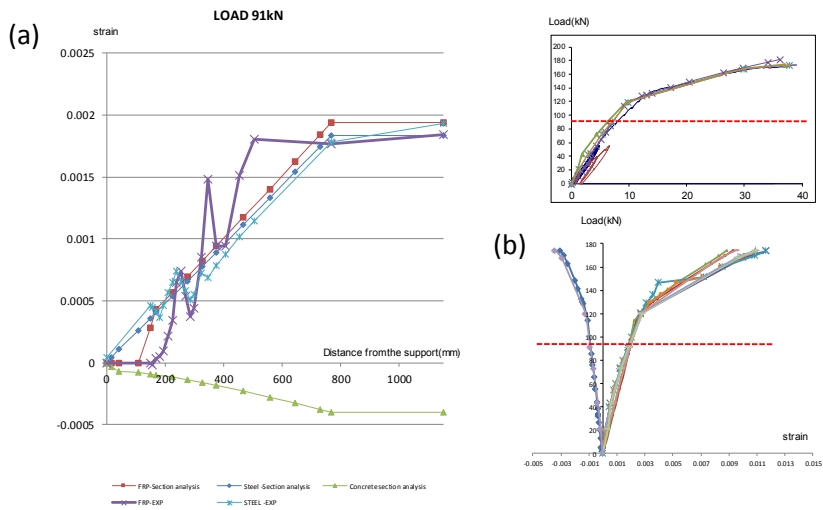 LOAD 91kN
(a)
strain
0.0025
0.002
0.0015
0.001
0.0005
0
-0.0005
0 200 400 600 800 1000
Distance fromthe support(mm)
FRP-Section analysis Steel -Section analysis Concrete section analysis
FRP-EXP STEEL -EXP
Load(kN)
200
180
160
140
120
100
80
60
40
20
0
0 10 20 30 40
(b)
Load(kN)
180
160
140
120
100
80
60
40
20
0
-0.005 -0.003 -0.001 0.001 0.003 0.005 0.007 0.009 0.011 0.013 0.015
strain